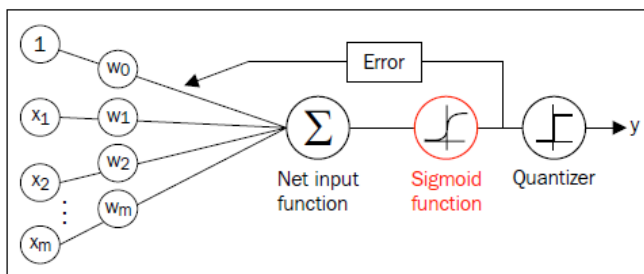 1
w0
Error
x1
w1
Σ
y
x2
w2
Net input
function
Sigmoid
function
Quantizer
wm
xm